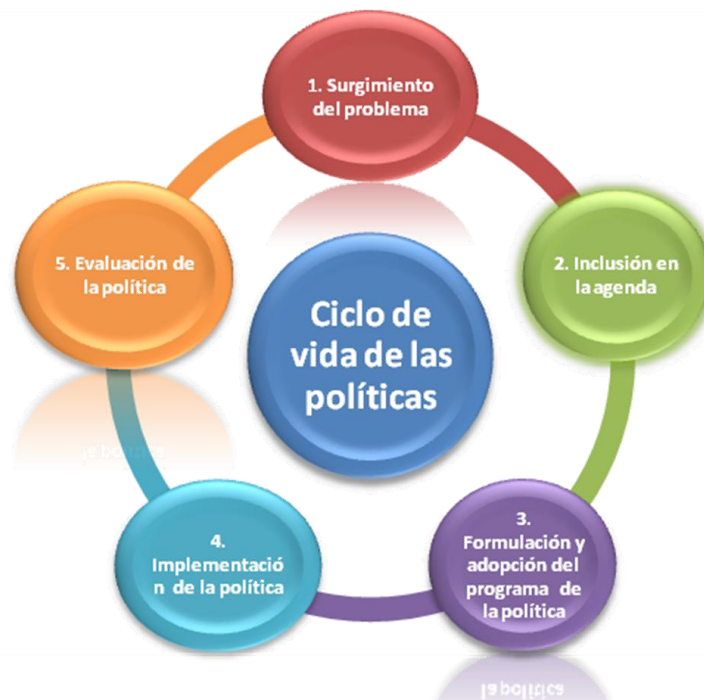 1. Surgimiento
del problema
2. Inclusión en
la agenda
3.
Formulación y
adopción del
programa de
la política
4.
Implementació
n de la política
5. Evaluación de
la política
Ciclo de
vida de las
políticas